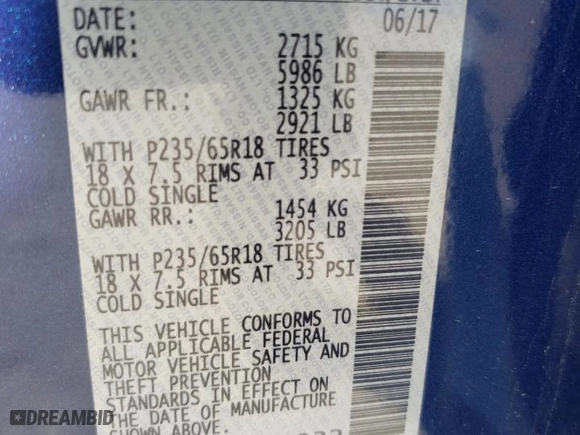 DATE: 06/17
GVWR: 2715 KG
5986 LB
GAWR FR.: 1325 KG
2921 LB
WITH P235/65R18 TIRES
18 X 7.5 RIMS AT 33 PSI
COLD SINGLE
GAWR RR.: 1454 KG
3205 LB
WITH P235/65R18 TIRES
18 X 7.5 RIMS AT 33 PSI
COLD SINGLE
THIS VEHICLE CONFORMS TO
ALL APPLICABLE FEDERAL
MOTOR VEHICLE SAFETY AND
THEFT PREVENTION
STANDARDS IN EFFECT ON
THE DATE OF MANUFACTURE
SHOWN ABOVE.
DREAMBID